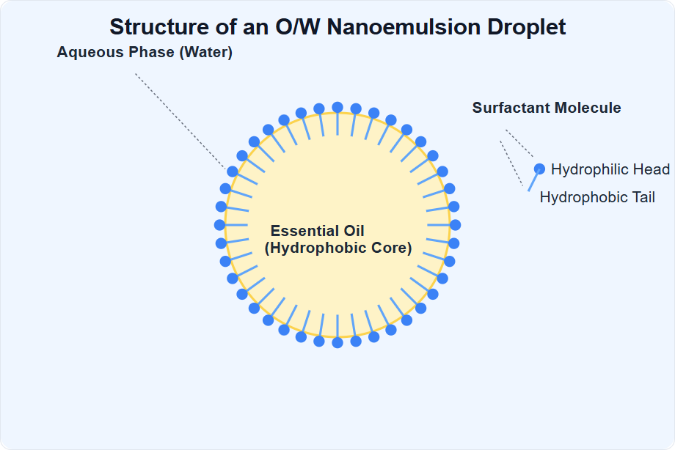 Structure of an O/W Nanoemulsion Droplet
Aqueous Phase (Water)
Surfactant Molecule
Hydrophilic Head
Hydrophobic Tail
Essential Oil
(Hydrophobic Core)